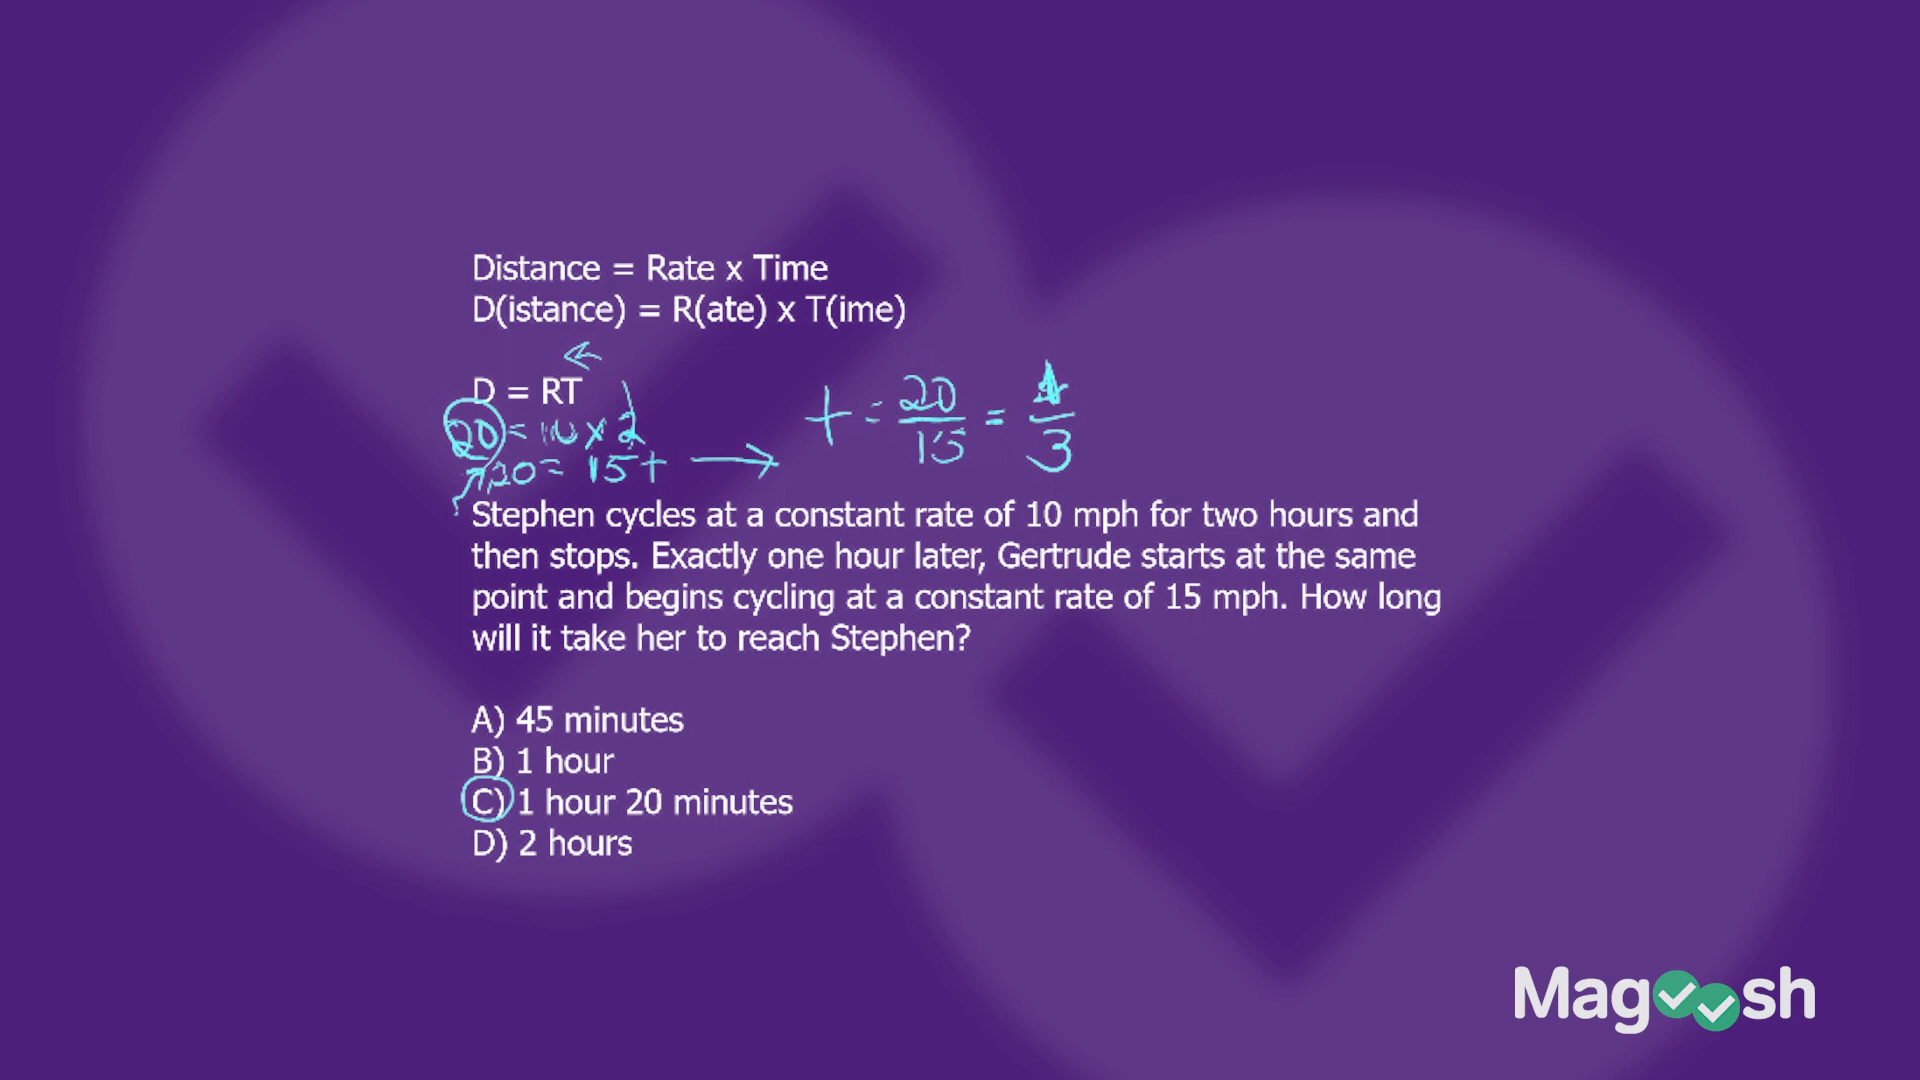 Distance = Rate x Time
D(istance) = R(ate) x T(ime)
D = RT
20 = 10 x 2
20 = 15t
t = 20/15 = 4/3
Stephen cycles at a constant rate of 10 mph for two hours and
then stops. Exactly one hour later, Gertrude starts at the same
point and begins cycling at a constant rate of 15 mph. How long
will it take her to reach Stephen?
A) 45 minutes
B) 1 hour
C) 1 hour 20 minutes
D) 2 hours
Magoosh